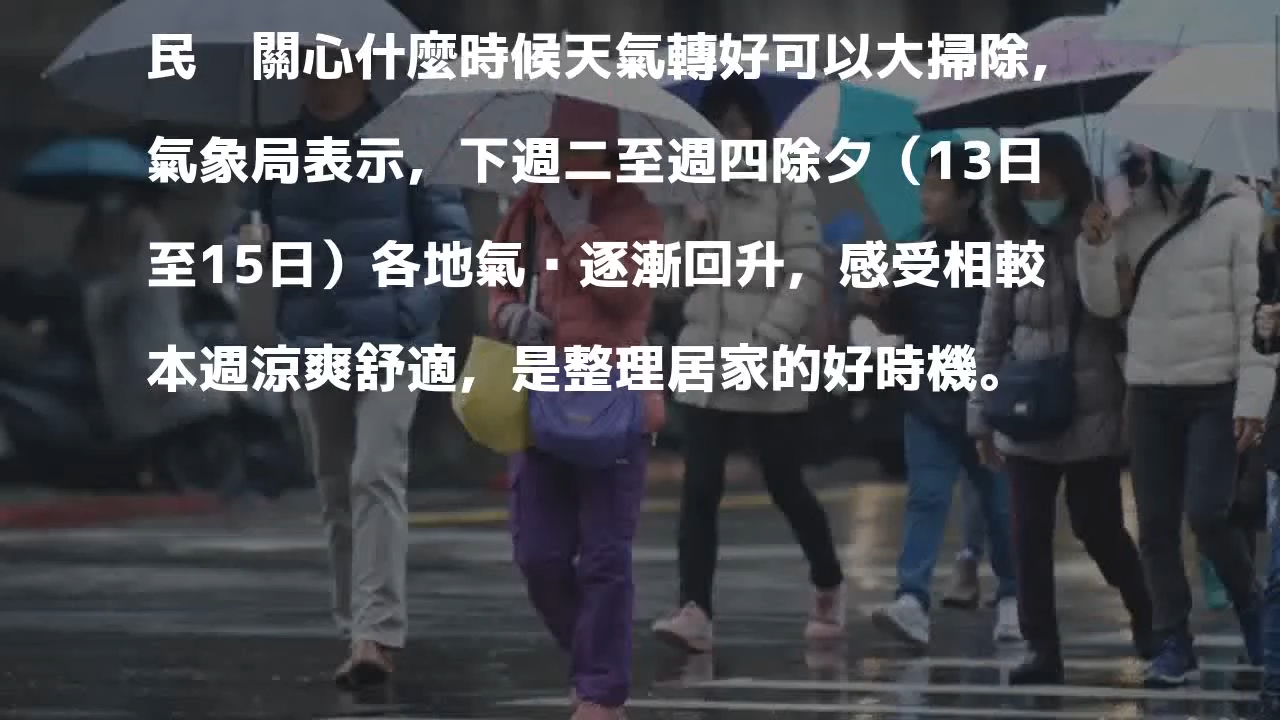 民　關心什麼時候天氣轉好可以大掃除，
氣象局表示，下週二至週四除夕（13日
至15日）各地氣▪逐漸回升，感受相較
本週涼爽舒適，是整理居家的好時機。